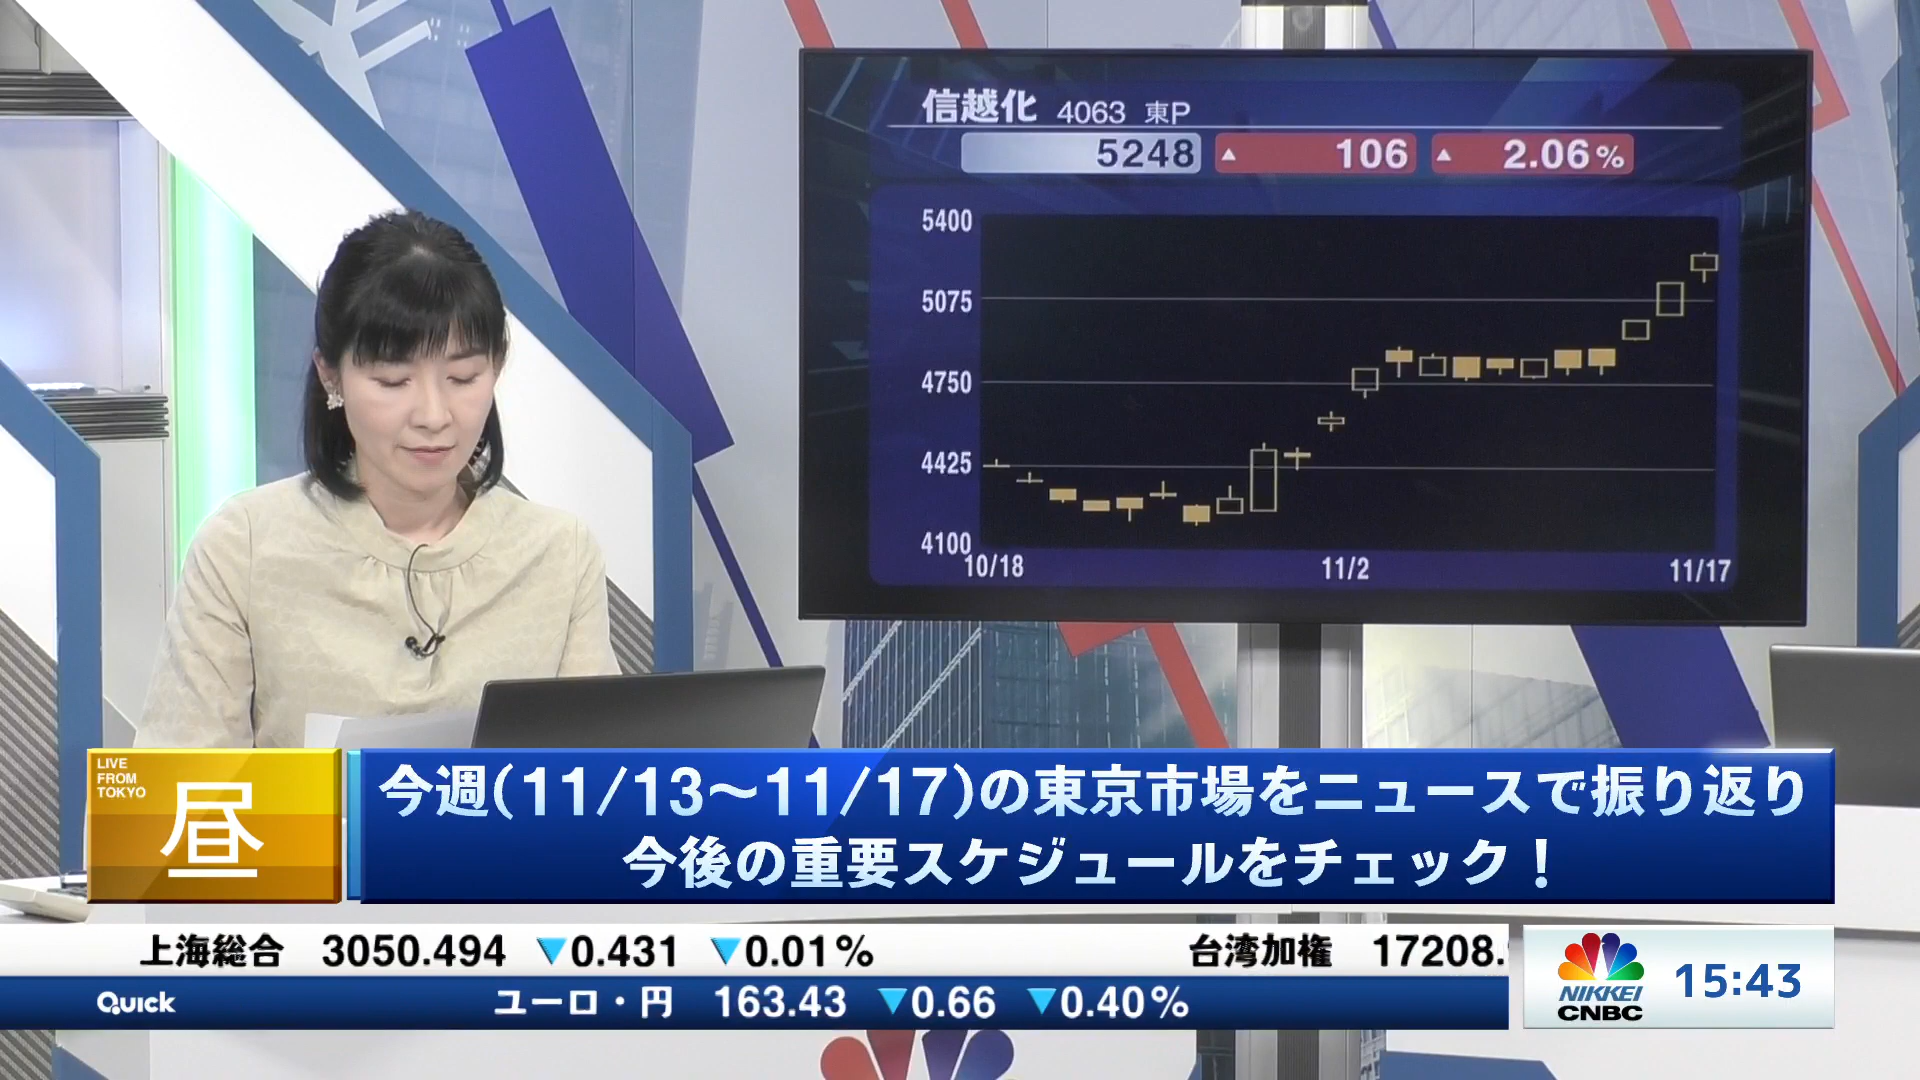 信越化 4063 東P
5248 ▲ 106 ▲ 2.06%
5400
5075
4750
4425
4100
10/18 11/2 11/17
LIVE
FROM
TOKYO
昼
今週(11/13～11/17)の東京市場をニュースで振り返り
今後の重要スケジュールをチェック！
上海総合 3050.494 ▼0.431 ▼0.01% 台湾加権 17208.
QUICK ユーロ・円 163.43 ▼0.66 ▼0.40%
NIKKEI
CNBC
15:43